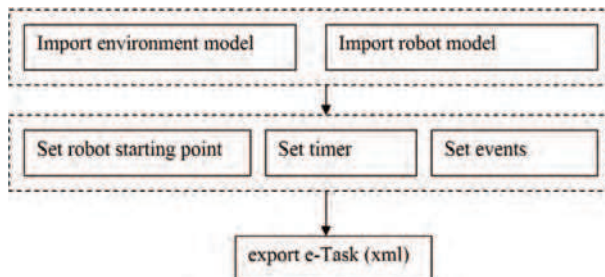 Import environment model
Import robot model
Set robot starting point
Set timer
Set events
export e-Task (xml)